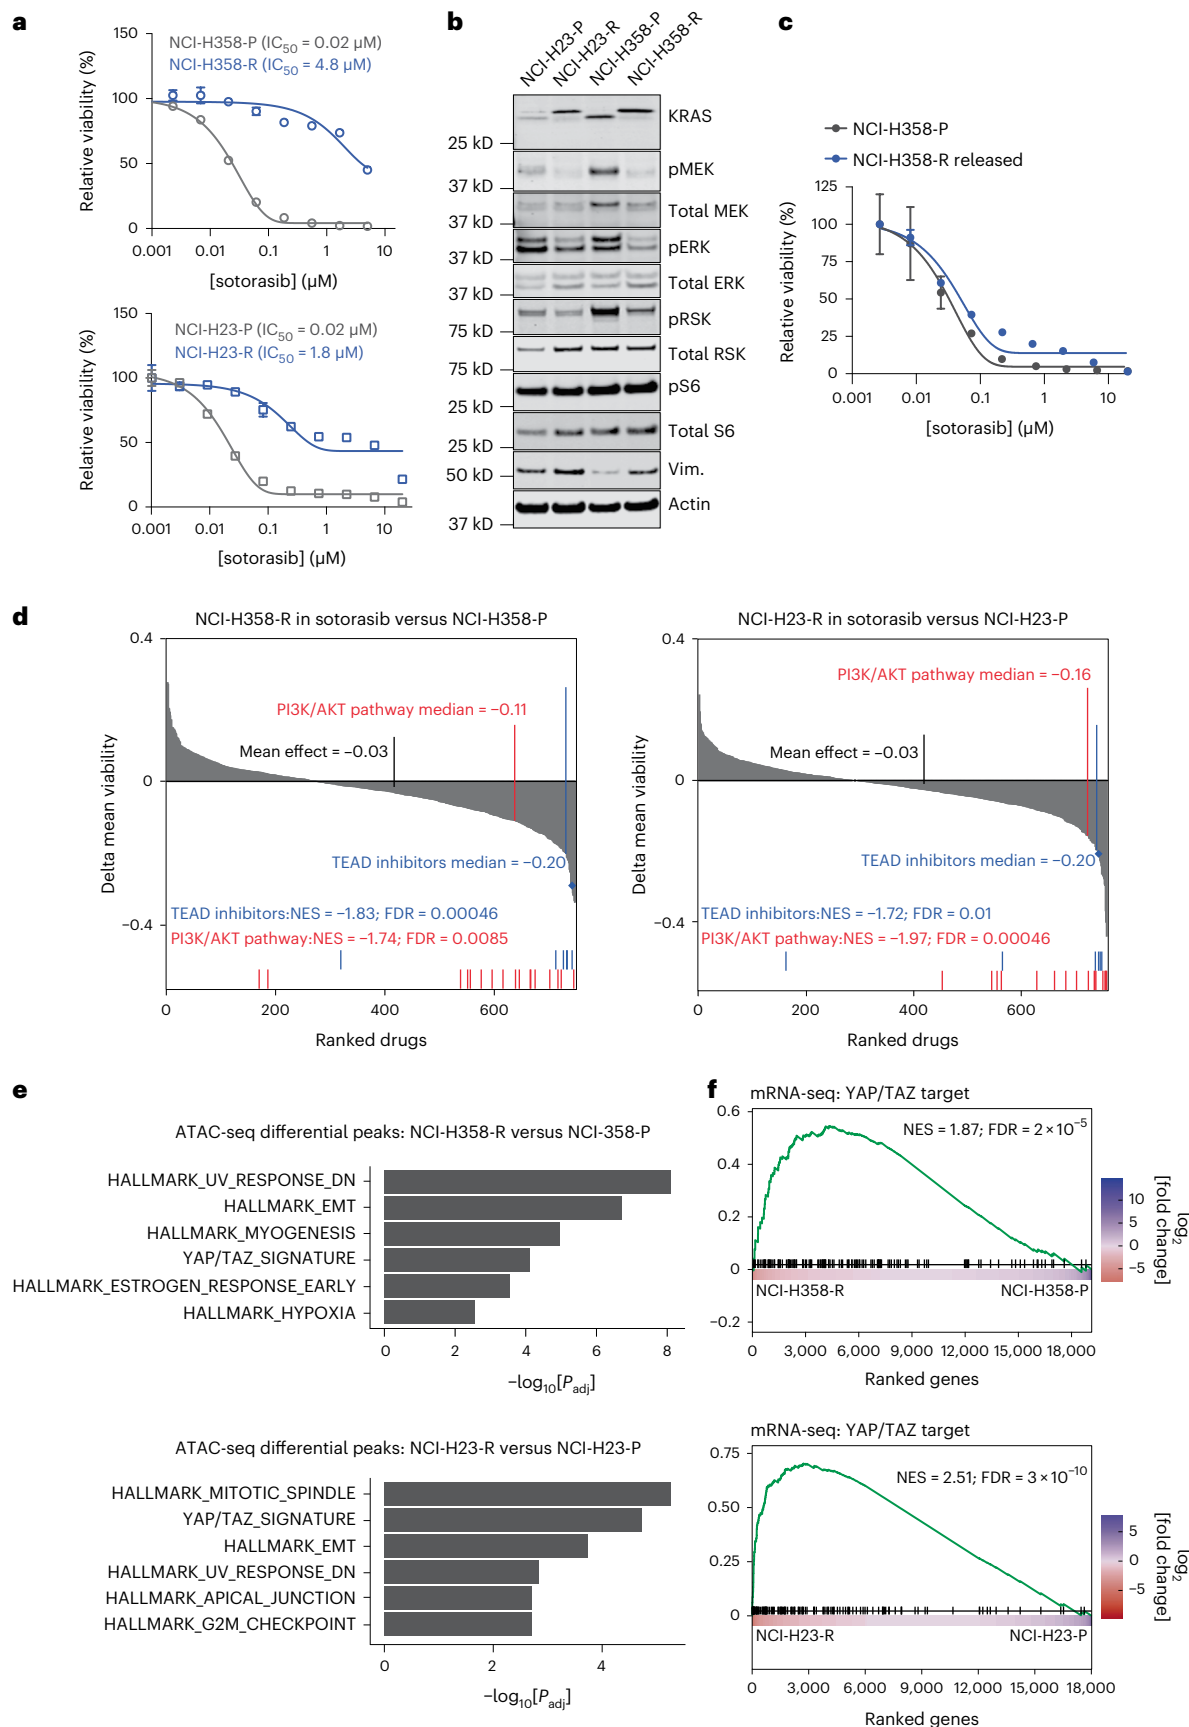 a
150
100
50
0
Relative viability (%)
NCI-H358-P (IC50 = 0.02 µM)
NCI-H358-R (IC50 = 4.8 µM)
0.001 0.01 0.1 1 10
[sotorasib] (µM)
150
100
50
0
Relative viability (%)
NCI-H23-P (IC50 = 0.02 µM)
NCI-H23-R (IC50 = 1.8 µM)
0.001 0.01 0.1 1 10
[sotorasib] (µM)
b
NCI-H23-P
NCI-H23-R
NCI-H358-P
NCI-H358-R
KRAS
25 kD
pMEK
37 kD
Total MEK
37 kD
pERK
37 kD
Total ERK
37 kD
pRSK
75 kD
Total RSK
75 kD
pS6
25 kD
Total S6
25 kD
Vim.
50 kD
Actin
37 kD
c
NCI-H358-P
NCI-H358-R released
125
100
75
50
25
0
Relative viability (%)
0.001 0.01 0.1 1 10
[sotorasib] (µM)
d
NCI-H358-R in sotorasib versus NCI-H358-P
0.4
0
−0.4
Delta mean viability
PI3K/AKT pathway median = −0.11
Mean effect = −0.03
TEAD inhibitors median = −0.20
TEAD inhibitors:NES = −1.83; FDR = 0.00046
PI3K/AKT pathway:NES = −1.74; FDR = 0.0085
0 200 400 600
Ranked drugs
NCI-H23-R in sotorasib versus NCI-H23-P
0.4
0
−0.4
Delta mean viability
PI3K/AKT pathway median = −0.16
Mean effect = −0.03
TEAD inhibitors median = −0.20
TEAD inhibitors:NES = −1.72; FDR = 0.01
PI3K/AKT pathway:NES = −1.97; FDR = 0.00046
0 200 400 600
Ranked drugs
e
ATAC-seq differential peaks: NCI-H358-R versus NCI-358-P
HALLMARK_UV_RESPONSE_DN
HALLMARK_EMT
HALLMARK_MYOGENESIS
YAP/TAZ_SIGNATURE
HALLMARK_ESTROGEN_RESPONSE_EARLY
HALLMARK_HYPOXIA
0 2 4 6 8
−log10[Padj]
ATAC-seq differential peaks: NCI-H23-R versus NCI-H23-P
HALLMARK_MITOTIC_SPINDLE
YAP/TAZ_SIGNATURE
HALLMARK_EMT
HALLMARK_UV_RESPONSE_DN
HALLMARK_APICAL_JUNCTION
HALLMARK_G2M_CHECKPOINT
0 2 4
−log10[Padj]
f
mRNA-seq: YAP/TAZ target
0.6
0.4
0.2
0
−0.2
NES = 1.87; FDR = 2 × 10−5
NCI-H358-R NCI-H358-P
0 3,000 6,000 9,000 12,000 15,000 18,000
Ranked genes
10
5
0
−5
log2
[fold change]
mRNA-seq: YAP/TAZ target
0.75
0.50
0.25
0
NES = 2.51; FDR = 3 × 10−10
NCI-H23-R NCI-H23-P
0 3,000 6,000 9,000 12,000 15,000 18,000
Ranked genes
5
0
−5
log2
[fold change]